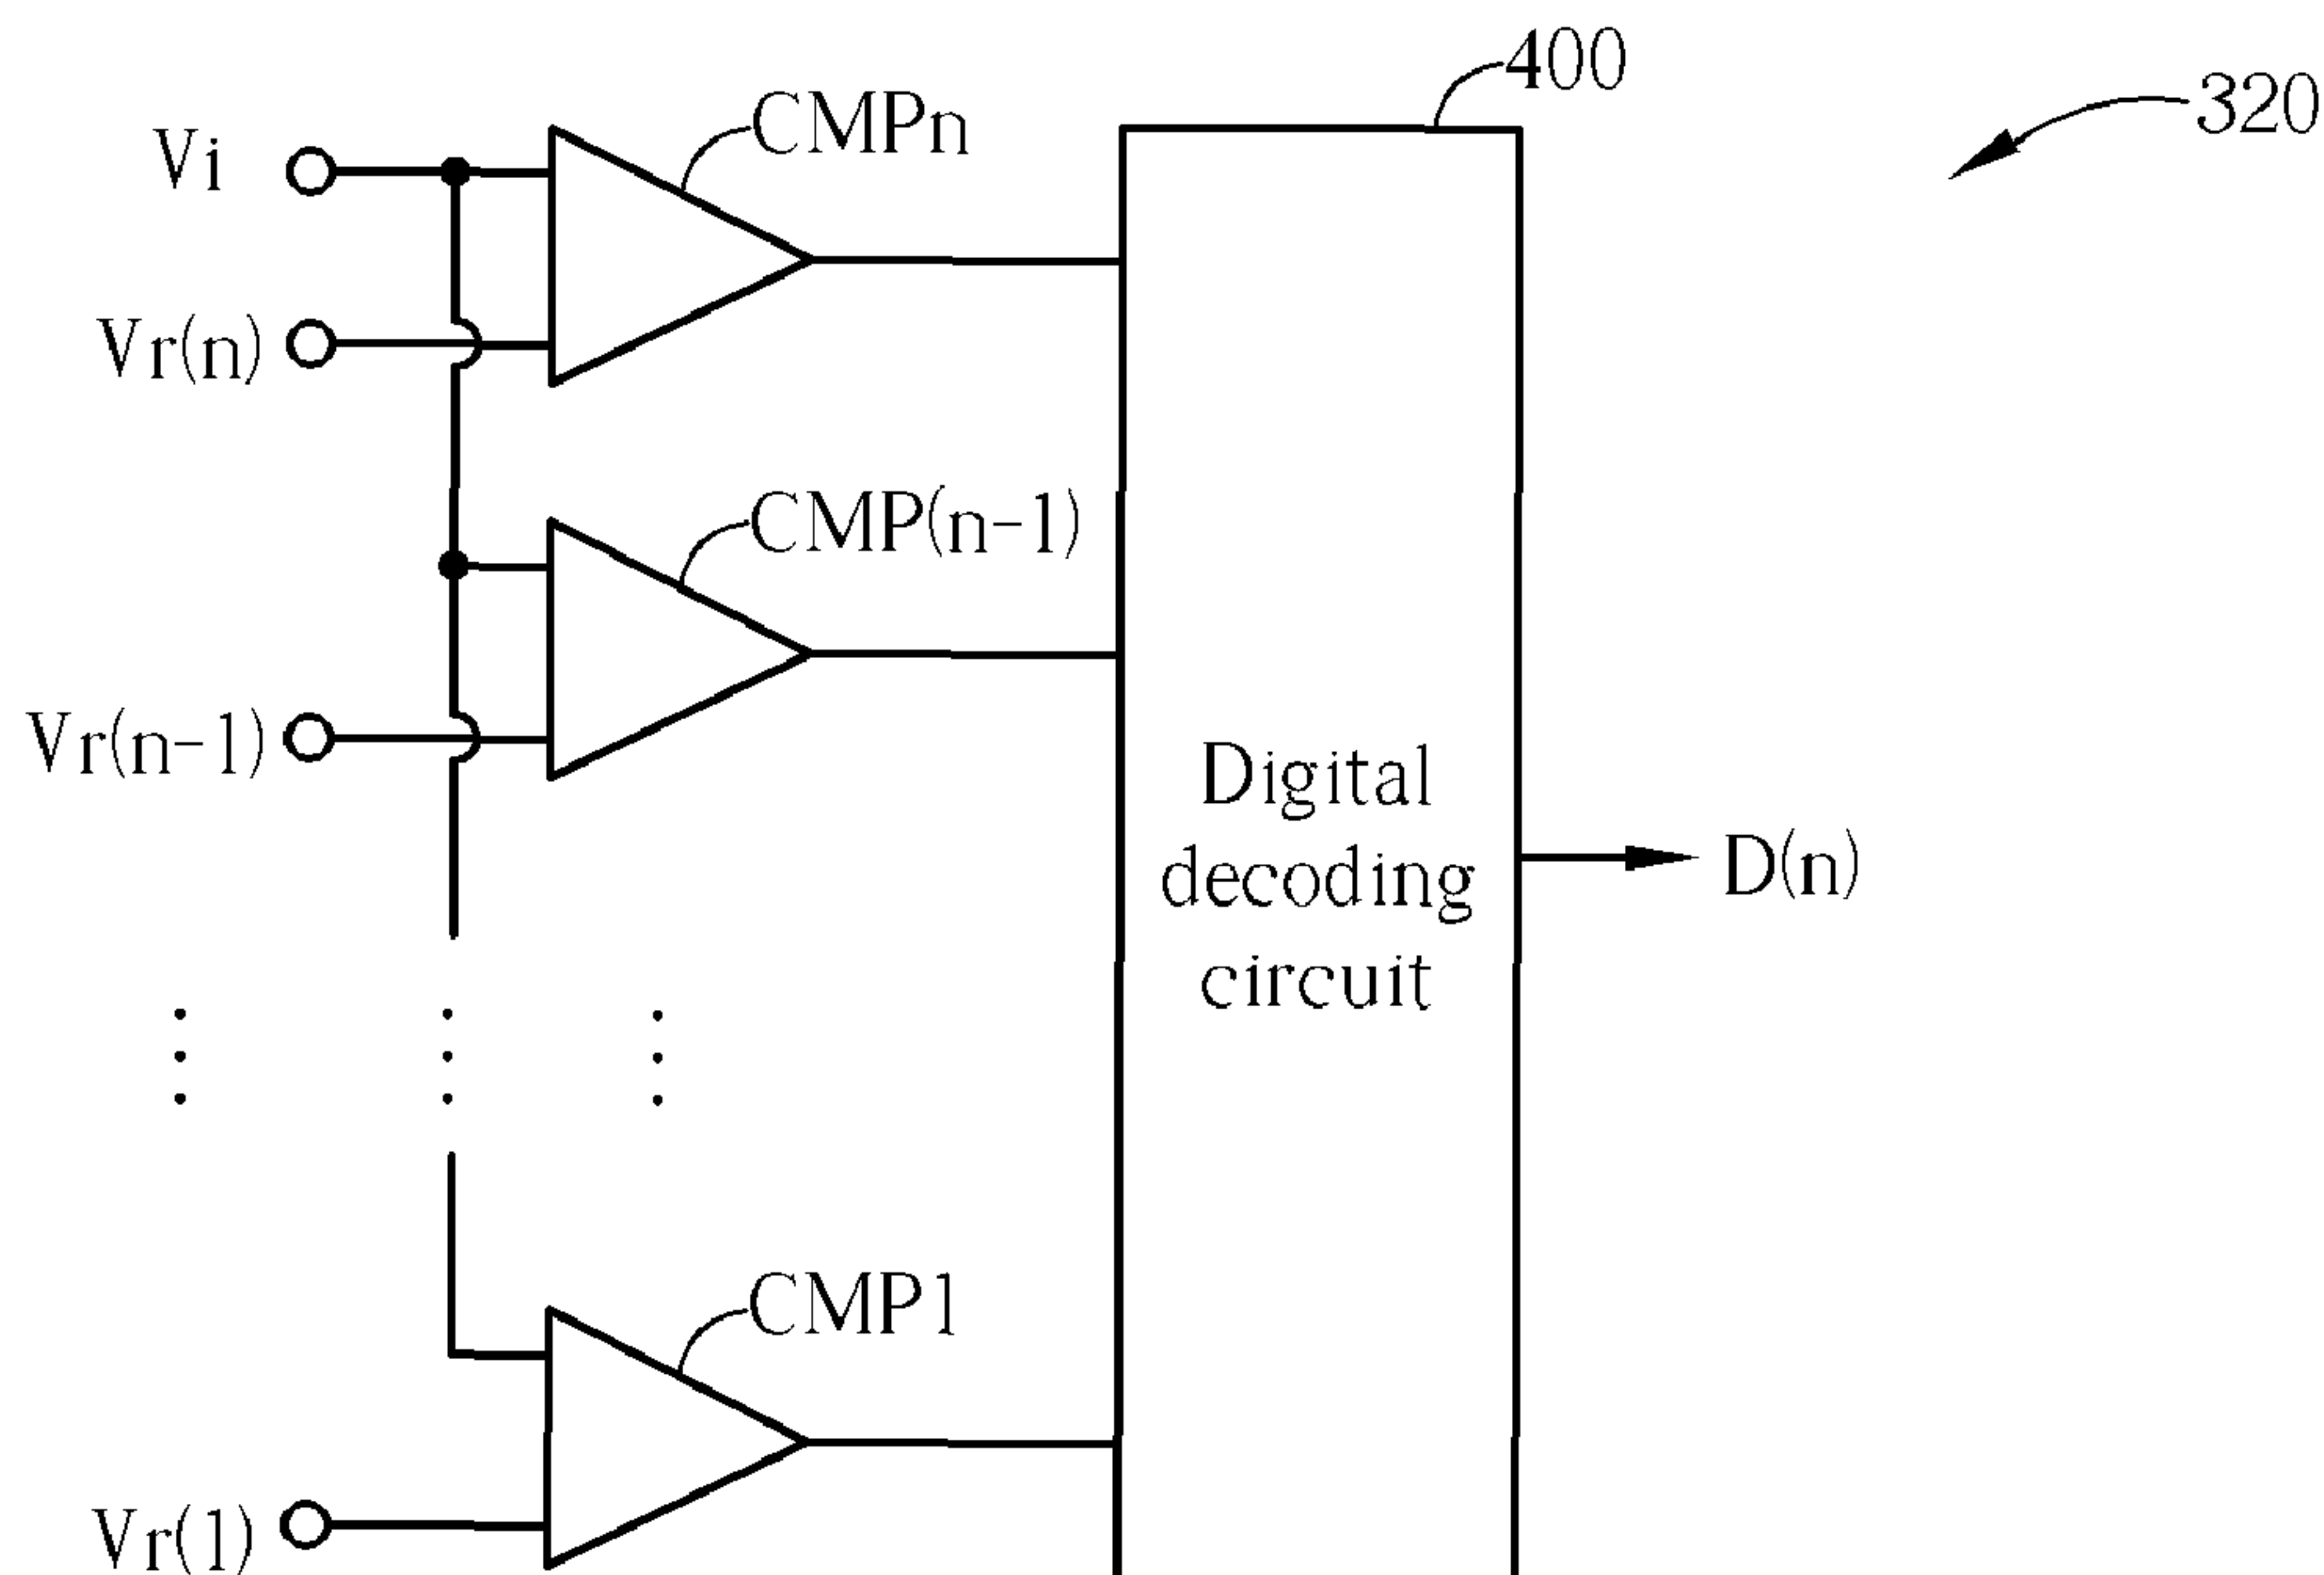 400
320
CMPn
Vi
Vr(n)
CMP(n-1)
Vr(n-1)
Digital
decoding
circuit
D(n)
CMP1
Vr(1)